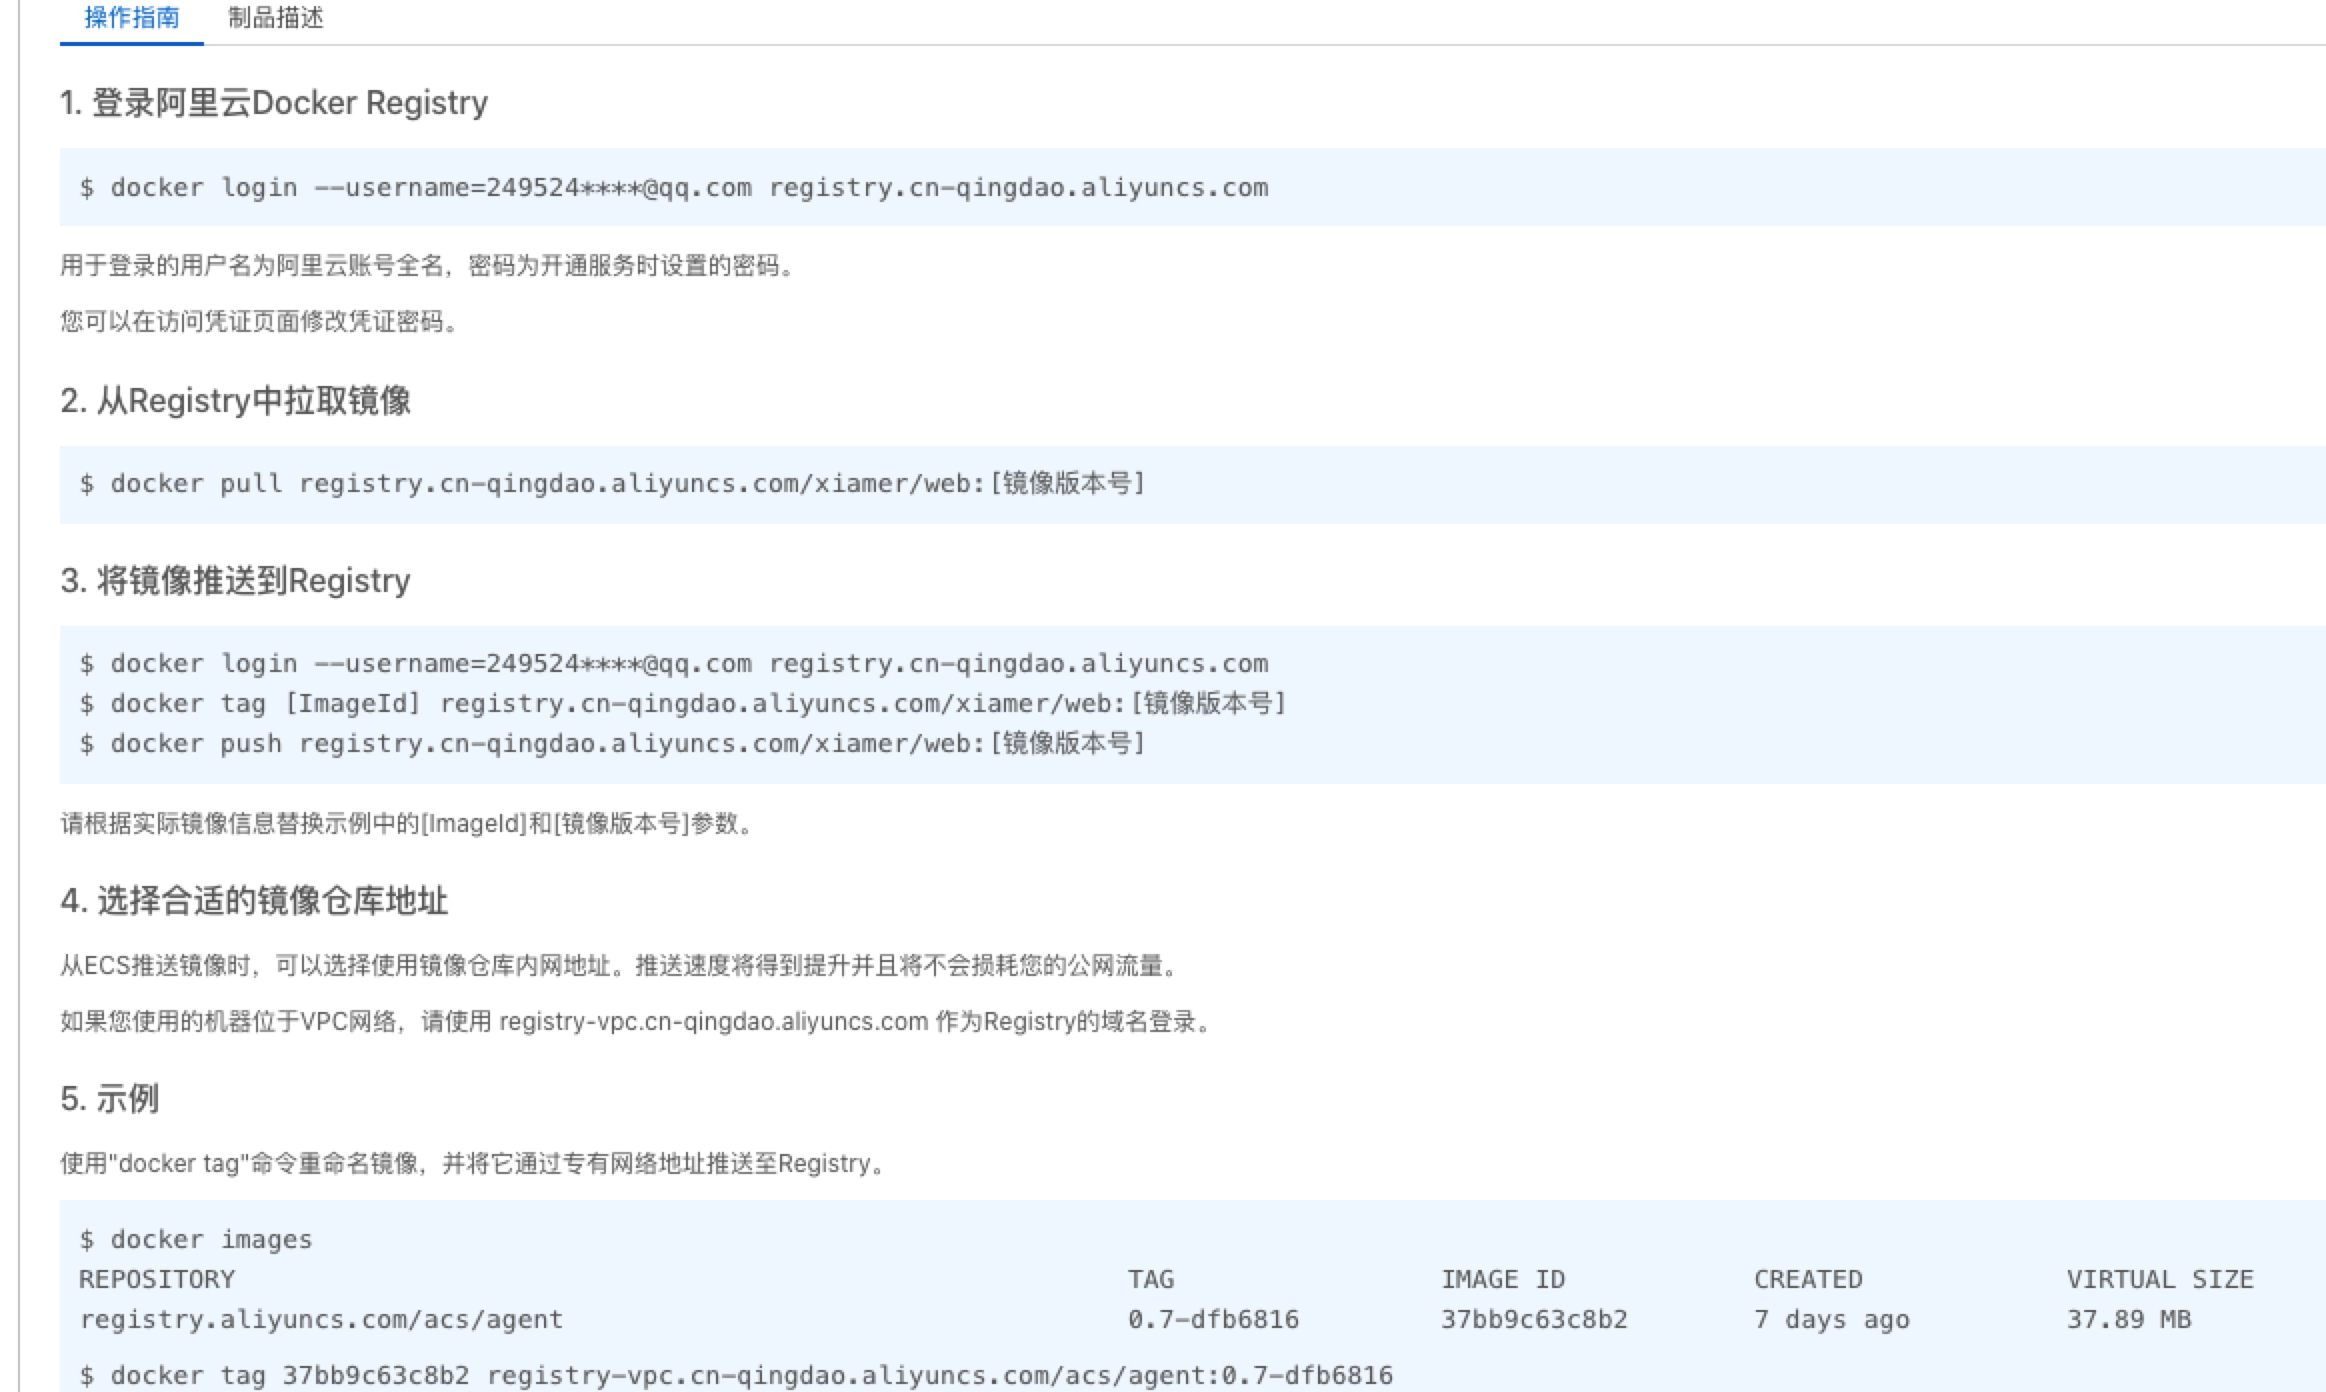 操作指南 制品描述
1. 登录阿里云Docker Registry
$ docker login --username=249524****@qq.com registry.cn-qingdao.aliyuncs.com
用于登录的用户名为阿里云账号全名，密码为开通服务时设置的密码。
您可以在访问凭证页面修改凭证密码。
2. 从Registry中拉取镜像
$ docker pull registry.cn-qingdao.aliyuncs.com/xiamer/web:[镜像版本号]
3. 将镜像推送到Registry
$ docker login --username=249524****@qq.com registry.cn-qingdao.aliyuncs.com
$ docker tag [ImageId] registry.cn-qingdao.aliyuncs.com/xiamer/web:[镜像版本号]
$ docker push registry.cn-qingdao.aliyuncs.com/xiamer/web:[镜像版本号]
请根据实际镜像信息替换示例中的[ImageId]和[镜像版本号]参数。
4. 选择合适的镜像仓库地址
从ECS推送镜像时，可以选择使用镜像仓库内网地址。推送速度将得到提升并且将不会损耗您的公网流量。
如果您使用的机器位于VPC网络，请使用 registry-vpc.cn-qingdao.aliyuncs.com 作为Registry的域名登录。
5. 示例
使用"docker tag"命令重命名镜像，并将它通过专有网络地址推送至Registry。
$ docker images
REPOSITORY TAG IMAGE ID CREATED VIRTUAL SIZE
registry.aliyuncs.com/acs/agent 0.7-dfb6816 37bb9c63c8b2 7 days ago 37.89 MB
$ docker tag 37bb9c63c8b2 registry-vpc.cn-qingdao.aliyuncs.com/acs/agent:0.7-dfb6816